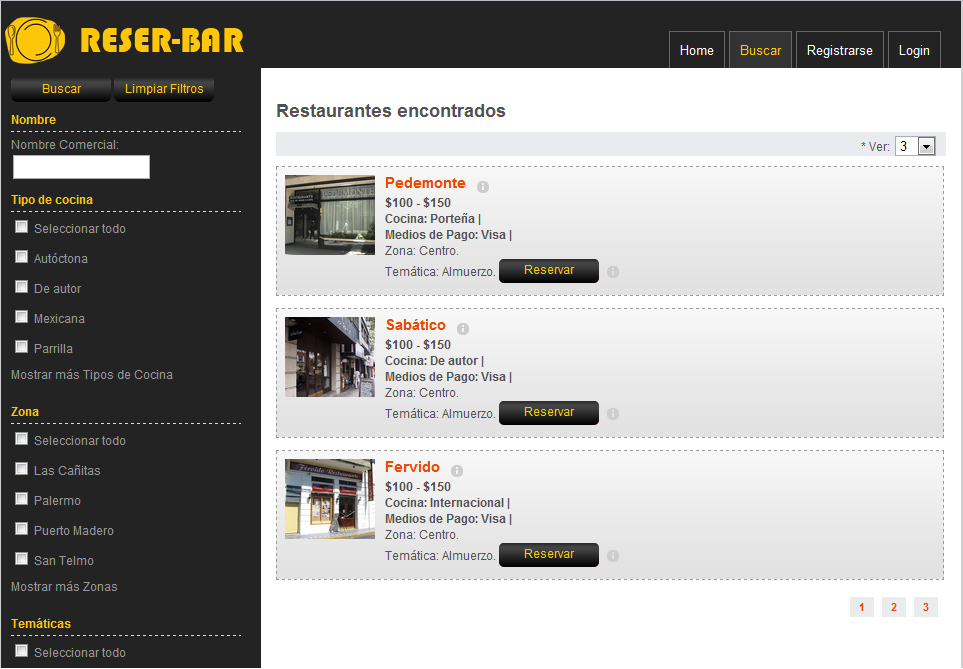 RESER-BAR
Home
Buscar
Registrarse
Login
Buscar
Limpiar Filtros
Nombre
Nombre Comercial:
Tipo de cocina
Seleccionar todo
Autóctona
De autor
Mexicana
Parrilla
Mostrar más Tipos de Cocina
Zona
Seleccionar todo
Las Cañitas
Palermo
Puerto Madero
San Telmo
Mostrar más Zonas
Temáticas
Seleccionar todo
Restaurantes encontrados
* Ver: 3
PEDEMONTE
Pedemonte
$100 - $150
Cocina: Porteña |
Medios de Pago: Visa |
Zona: Centro.
Temática: Almuerzo. Reservar
Sabático
$100 - $150
Cocina: De autor |
Medios de Pago: Visa |
Zona: Centro.
Temática: Almuerzo. Reservar
Fervido Restaurant
Fervido
$100 - $150
Cocina: Internacional |
Medios de Pago: Visa |
Zona: Centro.
Temática: Almuerzo. Reservar
1 2 3